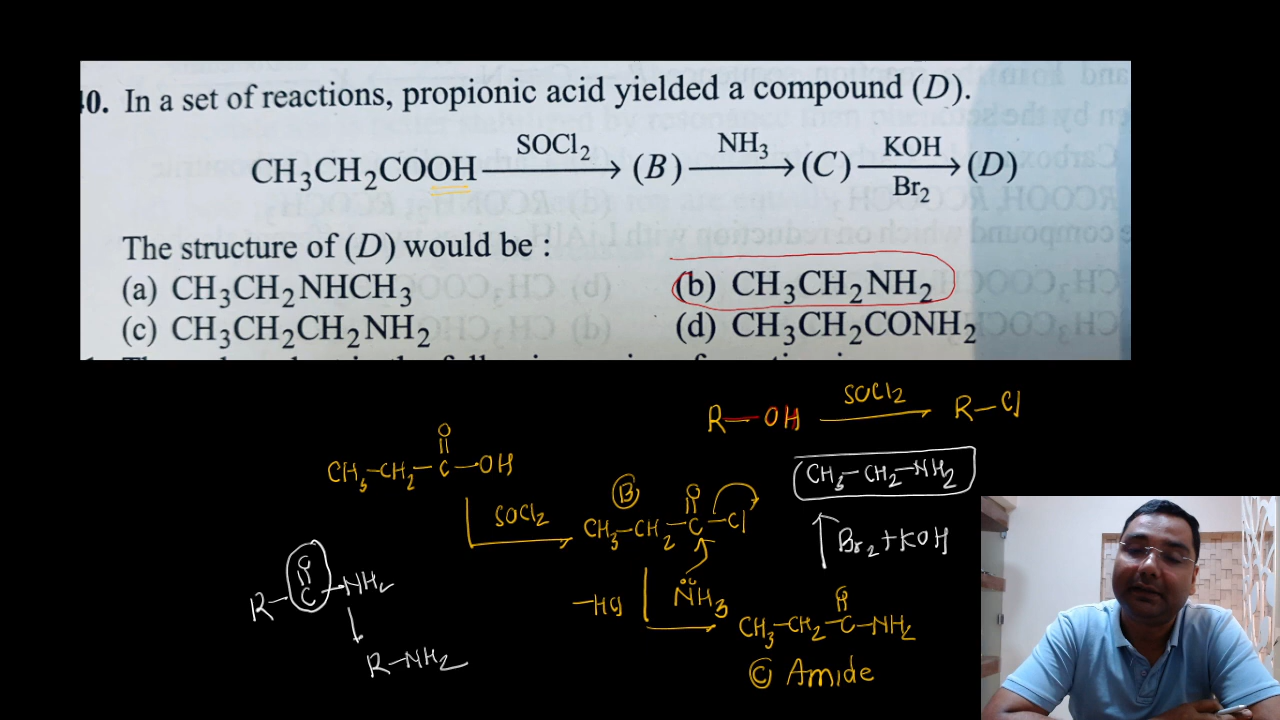 10. In a set of reactions, propionic acid yielded a compound (D).
CH₃CH₂COOH —SOCl₂→ (B) —NH₃→ (C) —KOH / Br₂→ (D)
The structure of (D) would be :
(a) CH₃CH₂NHCH₃ (b) CH₃CH₂NH₂
(c) CH₃CH₂CH₂NH₂ (d) CH₃CH₂CONH₂
R—OH —SOCl₂→ R—Cl
CH₃—CH₂—C(=O)—OH
CH₃—CH₂—NH₂
SOCl₂
B
CH₃—CH₂—C(=O)—Cl
Br₂+KOH
R—C(=O)—NH₂
—HCl
NH₃
CH₃—CH₂—C(=O)—NH₂
R—NH₂
C Amide